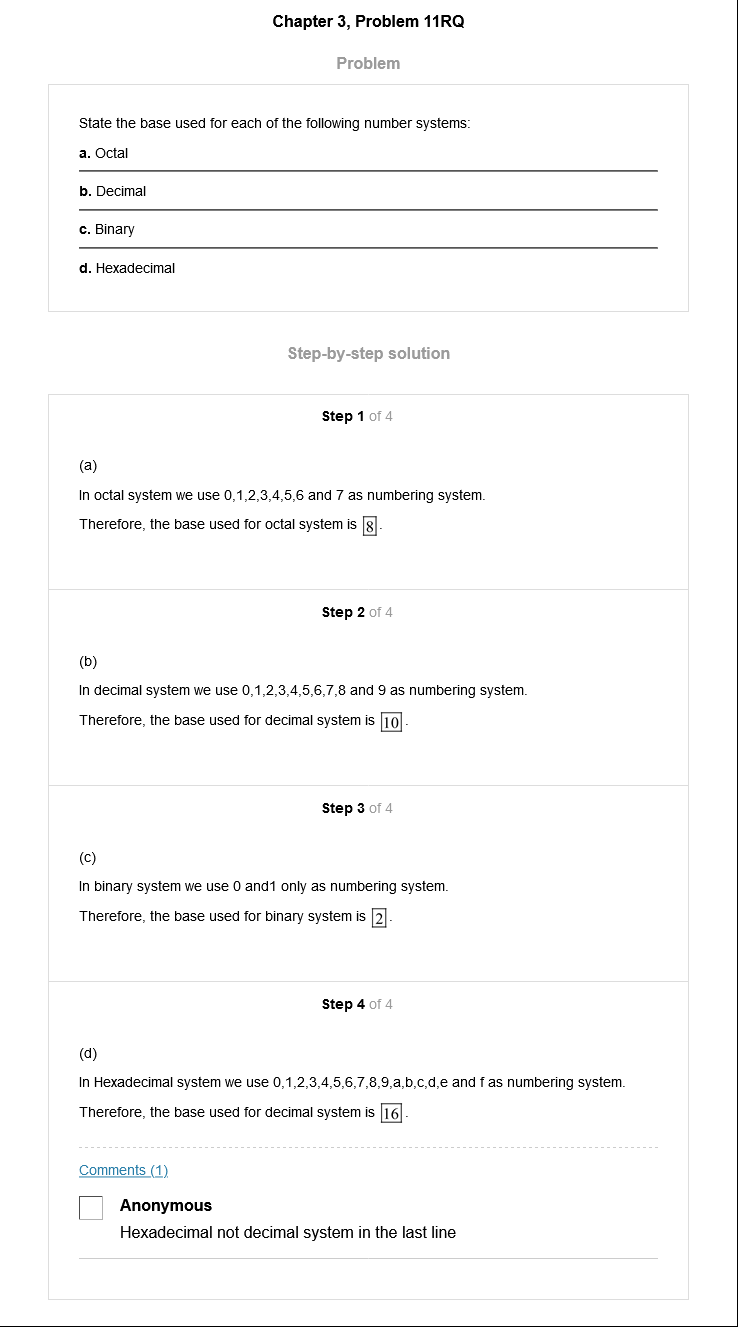 Chapter 3, Problem 11RQ
Problem
State the base used for each of the following number systems:
a. Octal
b. Decimal
c. Binary
d. Hexadecimal
Step-by-step solution
Step 1 of 4
(a)
In octal system we use 0,1,2,3,4,5,6 and 7 as numbering system.
Therefore, the base used for octal system is 8.
Step 2 of 4
(b)
In decimal system we use 0,1,2,3,4,5,6,7,8 and 9 as numbering system.
Therefore, the base used for decimal system is 10.
Step 3 of 4
(c)
In binary system we use 0 and1 only as numbering system.
Therefore, the base used for binary system is 2.
Step 4 of 4
(d)
In Hexadecimal system we use 0,1,2,3,4,5,6,7,8,9,a,b,c,d,e and f as numbering system.
Therefore, the base used for decimal system is 16.
Comments (1)
Anonymous
Hexadecimal not decimal system in the last line